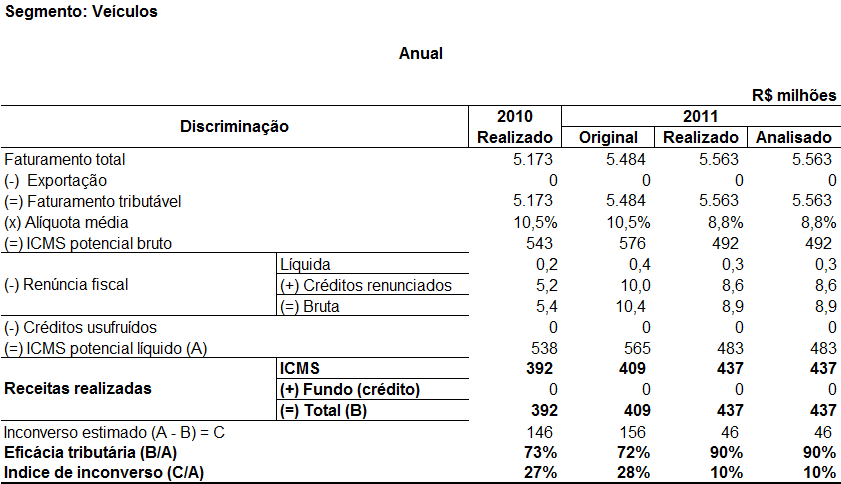 Segmento: Veículos
Anual
R$ milhões
Discriminação 2010 2011
Realizado Original Realizado Analisado
Faturamento total 5.173 5.484 5.563 5.563
(-) Exportação 0 0 0 0
(=) Faturamento tributável 5.173 5.484 5.563 5.563
(x) Alíquota média 10,5% 10,5% 8,8% 8,8%
(=) ICMS potencial bruto 543 576 492 492
(-) Renúncia fiscal Líquida 0,2 0,4 0,3 0,3
(+) Créditos renunciados 5,2 10,0 8,6 8,6
(=) Bruta 5,4 10,4 8,9 8,9
(-) Créditos usufruídos 0 0 0 0
(=) ICMS potencial líquido (A) 538 565 483 483
Receitas realizadas ICMS 392 409 437 437
(+) Fundo (crédito) 0 0 0 0
(=) Total (B) 392 409 437 437
Inconverso estimado (A - B) = C 146 156 46 46
Eficácia tributária (B/A) 73% 72% 90% 90%
Indice de inconverso (C/A) 27% 28% 10% 10%